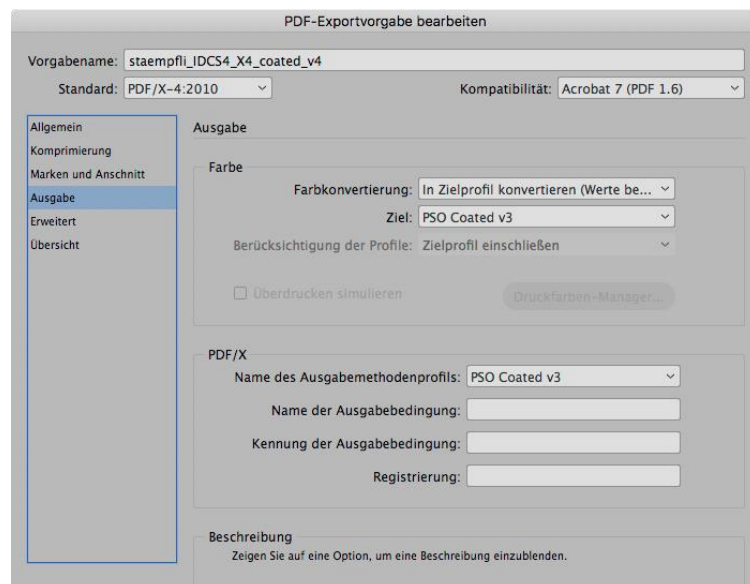 PDF-Exportvorgabe bearbeiten
Vorgabename: staempfli_IDCS4_X4_coated_v4
Standard: PDF/X-4:2010 Kompatibilität: Acrobat 7 (PDF 1.6)
Allgemein
Komprimierung
Marken und Anschnitt
Ausgabe
Erweitert
Übersicht
Ausgabe
Farbe
Farbkonvertierung: In Zielprofil konvertieren (Werte be...
Ziel: PSO Coated v3
Berücksichtigung der Profile: Zielprofil einschließen
Überdrucken simulieren Druckfarben-Manager...
PDF/X
Name des Ausgabemethodenprofils: PSO Coated v3
Name der Ausgabebedingung:
Kennung der Ausgabebedingung:
Registrierung:
Beschreibung
Zeigen Sie auf eine Option, um eine Beschreibung einzublenden.